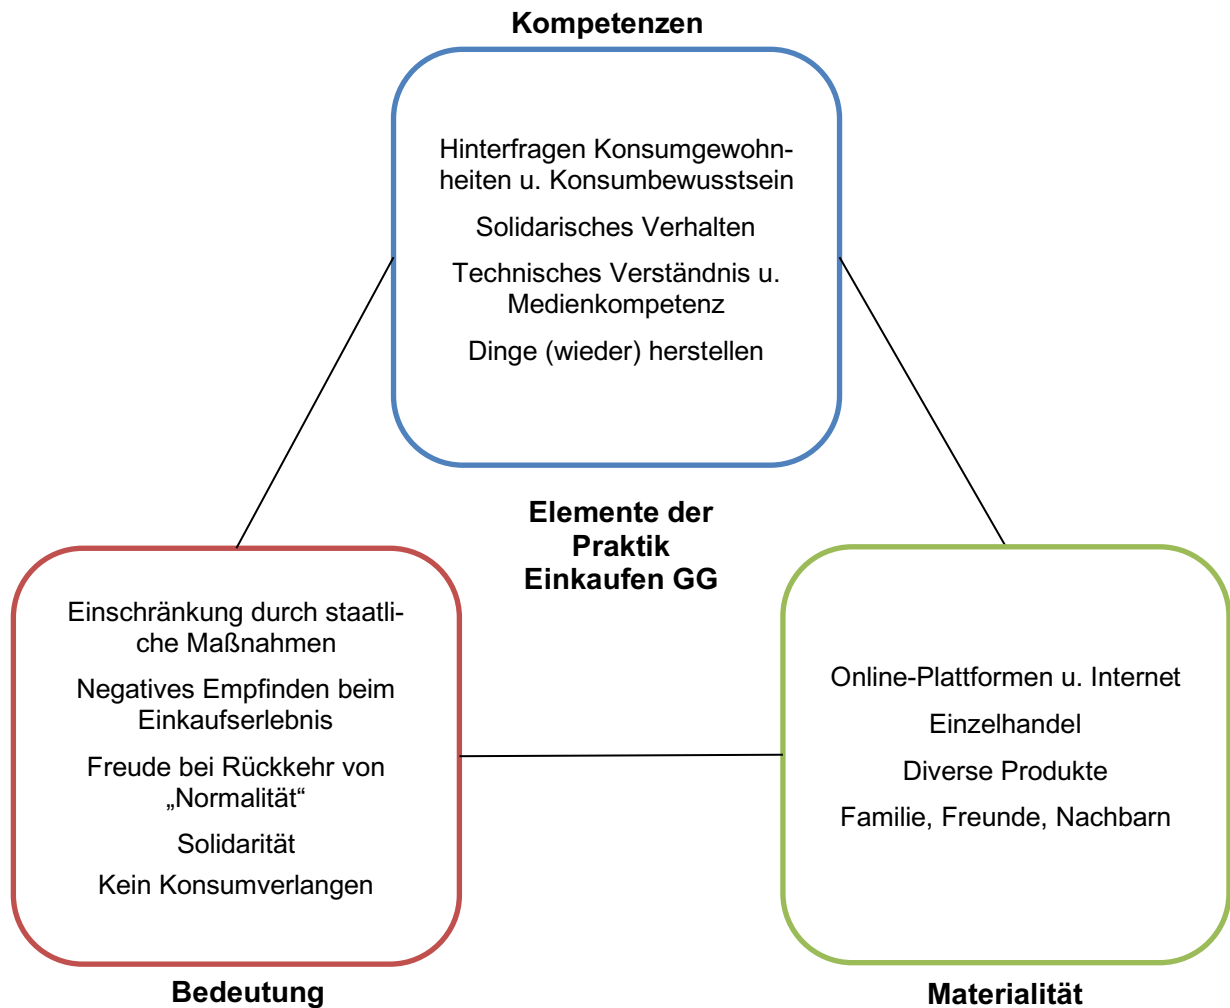 Kompetenzen
Hinterfragen Konsumgewohn-
heiten u. Konsumbewusstsein
Solidarisches Verhalten
Technisches Verständnis u.
Medienkompetenz
Dinge (wieder) herstellen
Elemente der
Praktik
Einkaufen GG
Einschränkung durch staatli-
che Maßnahmen
Negatives Empfinden beim
Einkaufserlebnis
Freude bei Rückkehr von
„Normalität“
Solidarität
Kein Konsumverlangen
Bedeutung
Online-Plattformen u. Internet
Einzelhandel
Diverse Produkte
Familie, Freunde, Nachbarn
Materialität